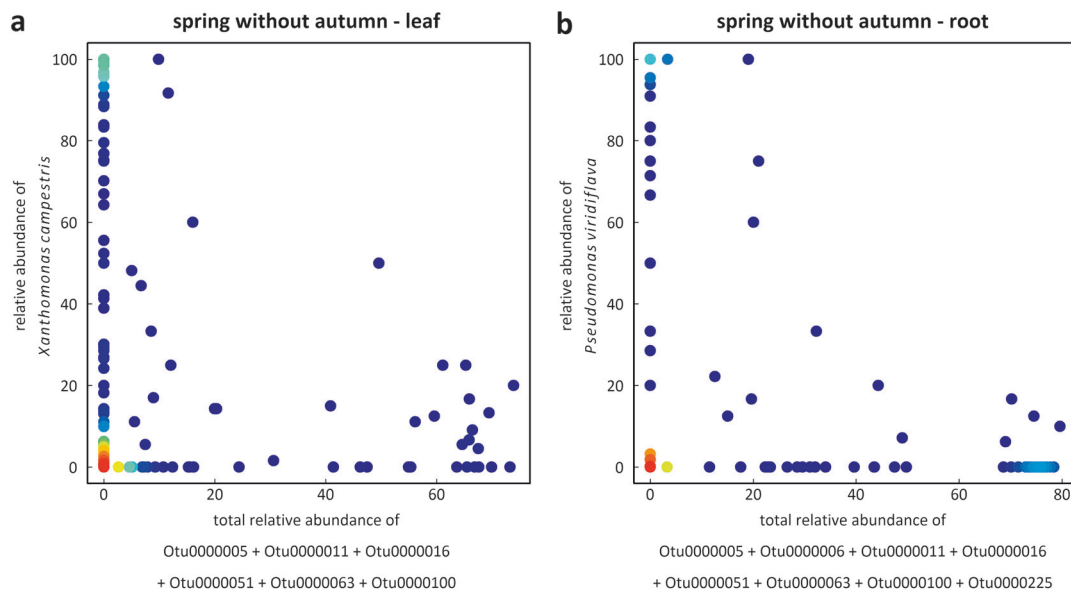 a
spring without autumn - leaf
100
80
60
40
20
0
relative abundance of
Xanthomonas campestris
0
20
40
60
total relative abundance of
Otu0000005 + Otu0000011 + Otu0000016
+ Otu0000051 + Otu0000063 + Otu0000100
b
spring without autumn - root
100
80
60
40
20
0
relative abundance of
Pseudomonas viridiflava
0
20
40
60
80
total relative abundance of
Otu0000005 + Otu0000006 + Otu0000011 + Otu0000016
+ Otu0000051 + Otu0000063 + Otu0000100 + Otu0000225